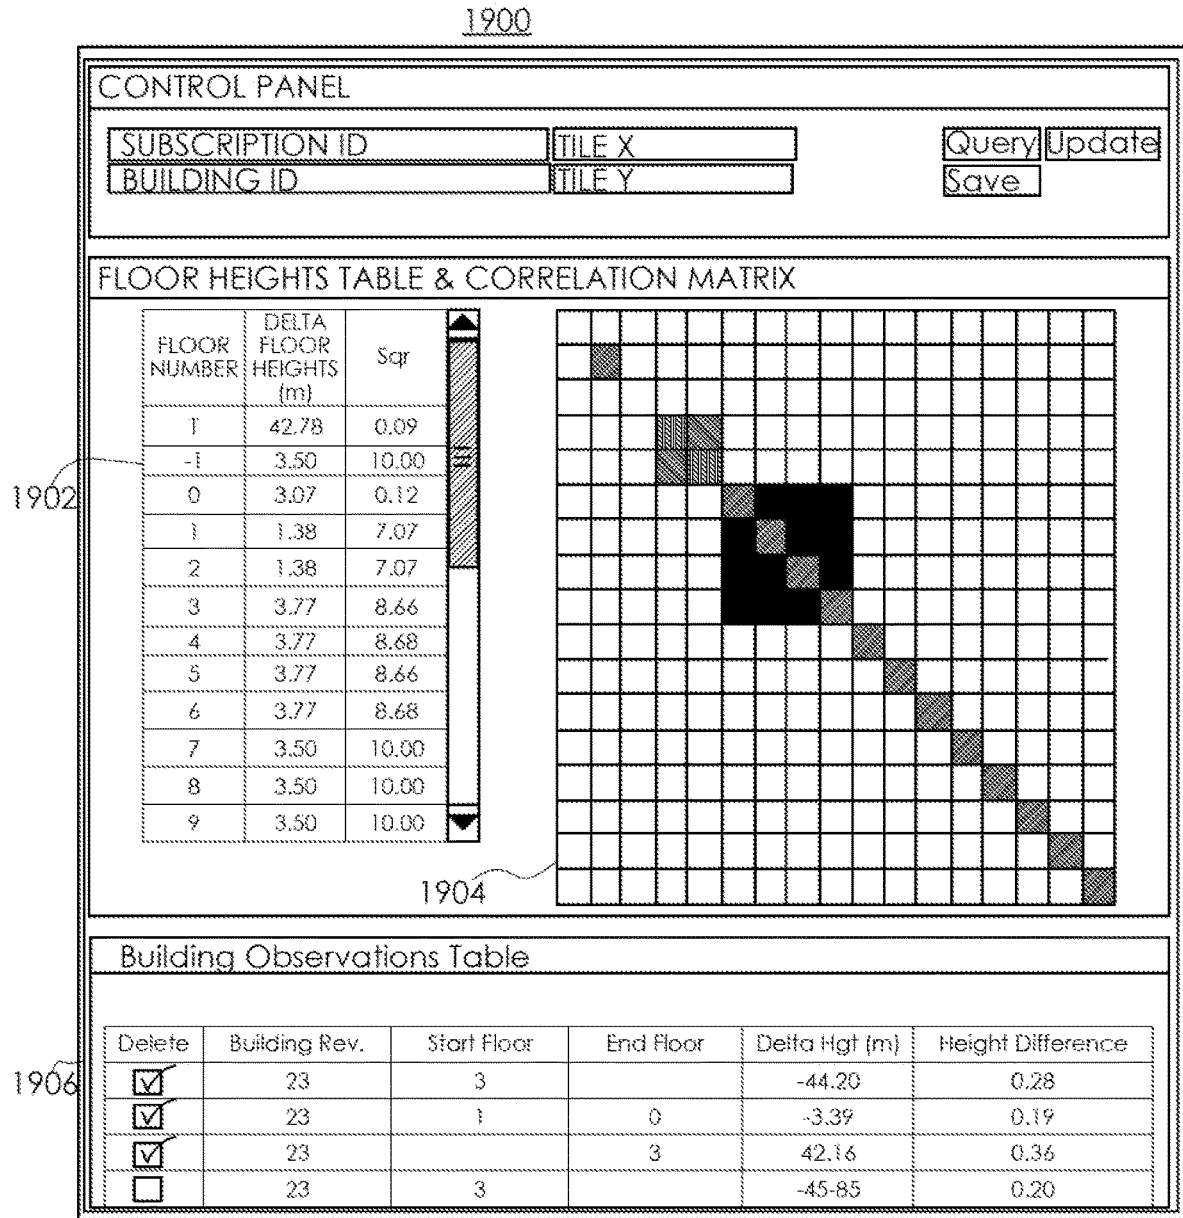 1900
CONTROL PANEL
SUBSCRIPTION ID TILE X Query Update
BUILDING ID TILE Y Save
FLOOR HEIGHTS TABLE & CORRELATION MATRIX
FLOOR NUMBER DELTA FLOOR HEIGHTS (m) Sqr
T 42.78 0.09
-1 3.50 10.00
0 3.07 0.12
1 1.38 7.07
2 1.38 7.07
3 3.77 8.66
4 3.77 8.68
5 3.77 8.66
6 3.77 8.68
7 3.50 10.00
8 3.50 10.00
9 3.50 10.00
1902
1904
Building Observations Table
Delete Building Rev. Start Floor End Floor Delta Hgt (m) Height Difference
23 3 -44.20 0.28
23 1 0 -3.39 0.19
23 3 42.16 0.36
23 3 -45-85 0.20
1906